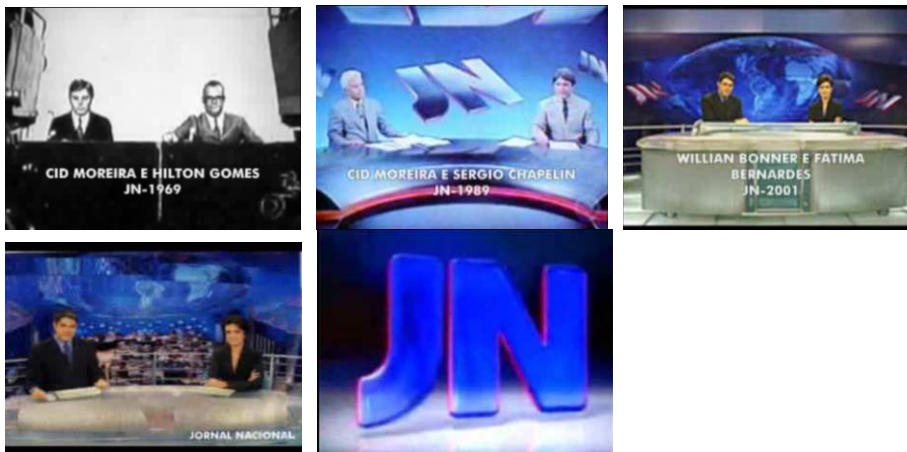 CID MOREIRA E HILTON GOMES
JN-1969
JN
CID MOREIRA E SERGIO CHAPELIN
JN-1989
WILLIAN BONNER E FÁTIMA
BERNARDES
JN-2001
JORNAL NACIONAL
JN